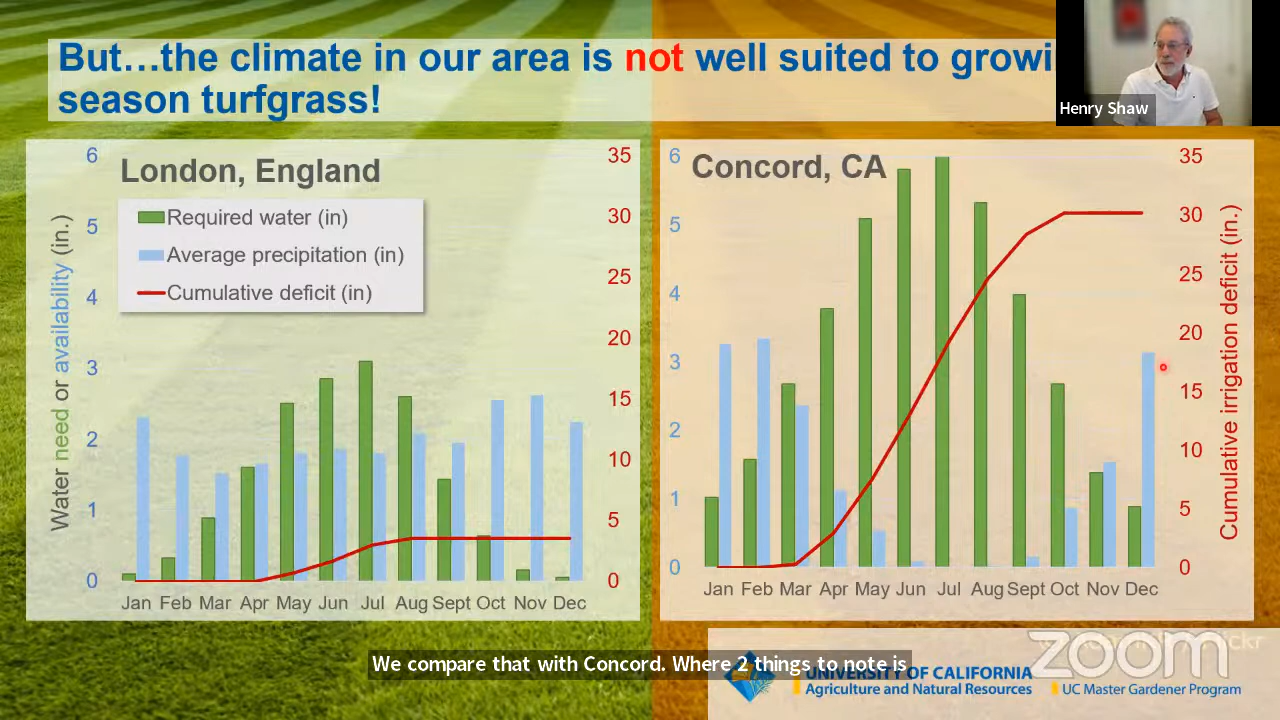 But…the climate in our area is not well suited to growi
season turfgrass!
Henry Shaw
London, England
Required water (in)
Average precipitation (in)
Cumulative deficit (in)
Water need or availability (in.)
6
5
4
3
2
1
0
35
30
25
20
15
10
5
0
Jan Feb Mar Apr May Jun Jul Aug Sept Oct Nov Dec
Concord, CA
6
5
4
3
2
1
0
35
30
25
20
15
10
5
0
Cumulative irrigation deficit (in.)
Jan Feb Mar Apr May Jun Jul Aug Sept Oct Nov Dec
We compare that with Concord. Where 2 things to note is
zoom
UNIVERSITY OF CALIFORNIA
Agriculture and Natural Resources
UC Master Gardener Program